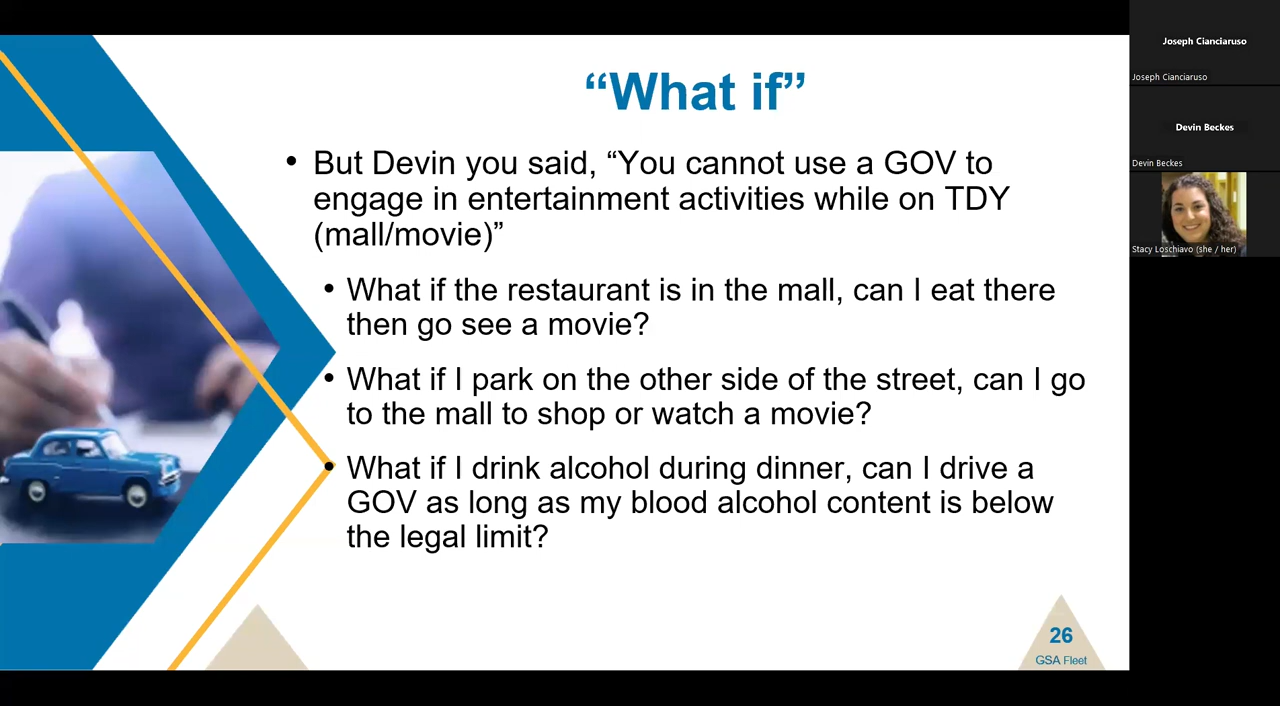 “What if”
• But Devin you said, “You cannot use a GOV to
engage in entertainment activities while on TDY
(mall/movie)”
• What if the restaurant is in the mall, can I eat there
then go see a movie?
• What if I park on the other side of the street, can I go
to the mall to shop or watch a movie?
• What if I drink alcohol during dinner, can I drive a
GOV as long as my blood alcohol content is below
the legal limit?
26
GSA Fleet
Joseph Cianciaruso
Joseph Cianciaruso
Devin Beckes
Devin Beckes
Stacy Loschiavo (she / her)